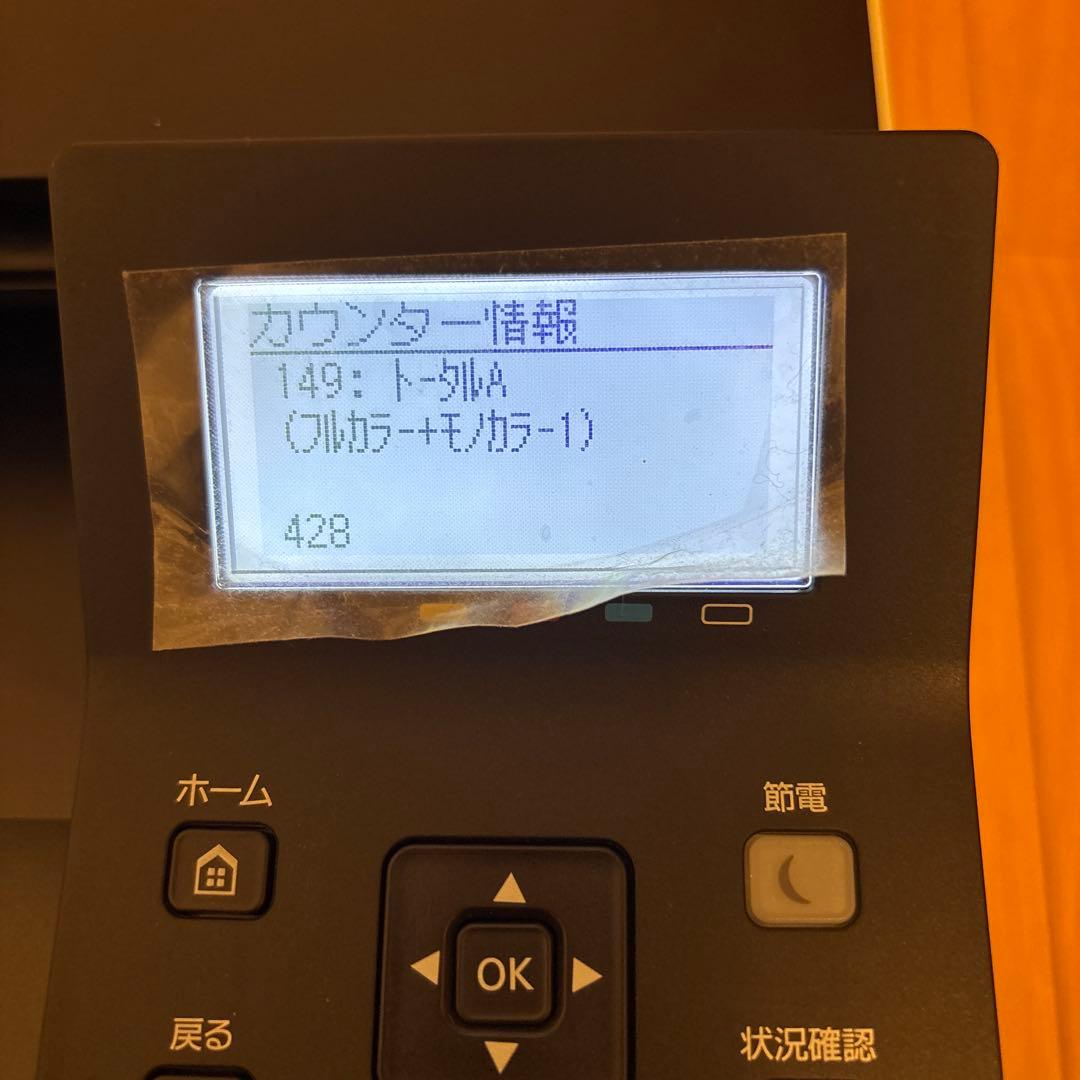 カウンター情報
149: ﾄｰﾀﾙA
(ﾌﾙｶﾗｰ+ﾓﾉｶﾗｰ1)
428
ホーム
節電
OK
戻る
状況確認